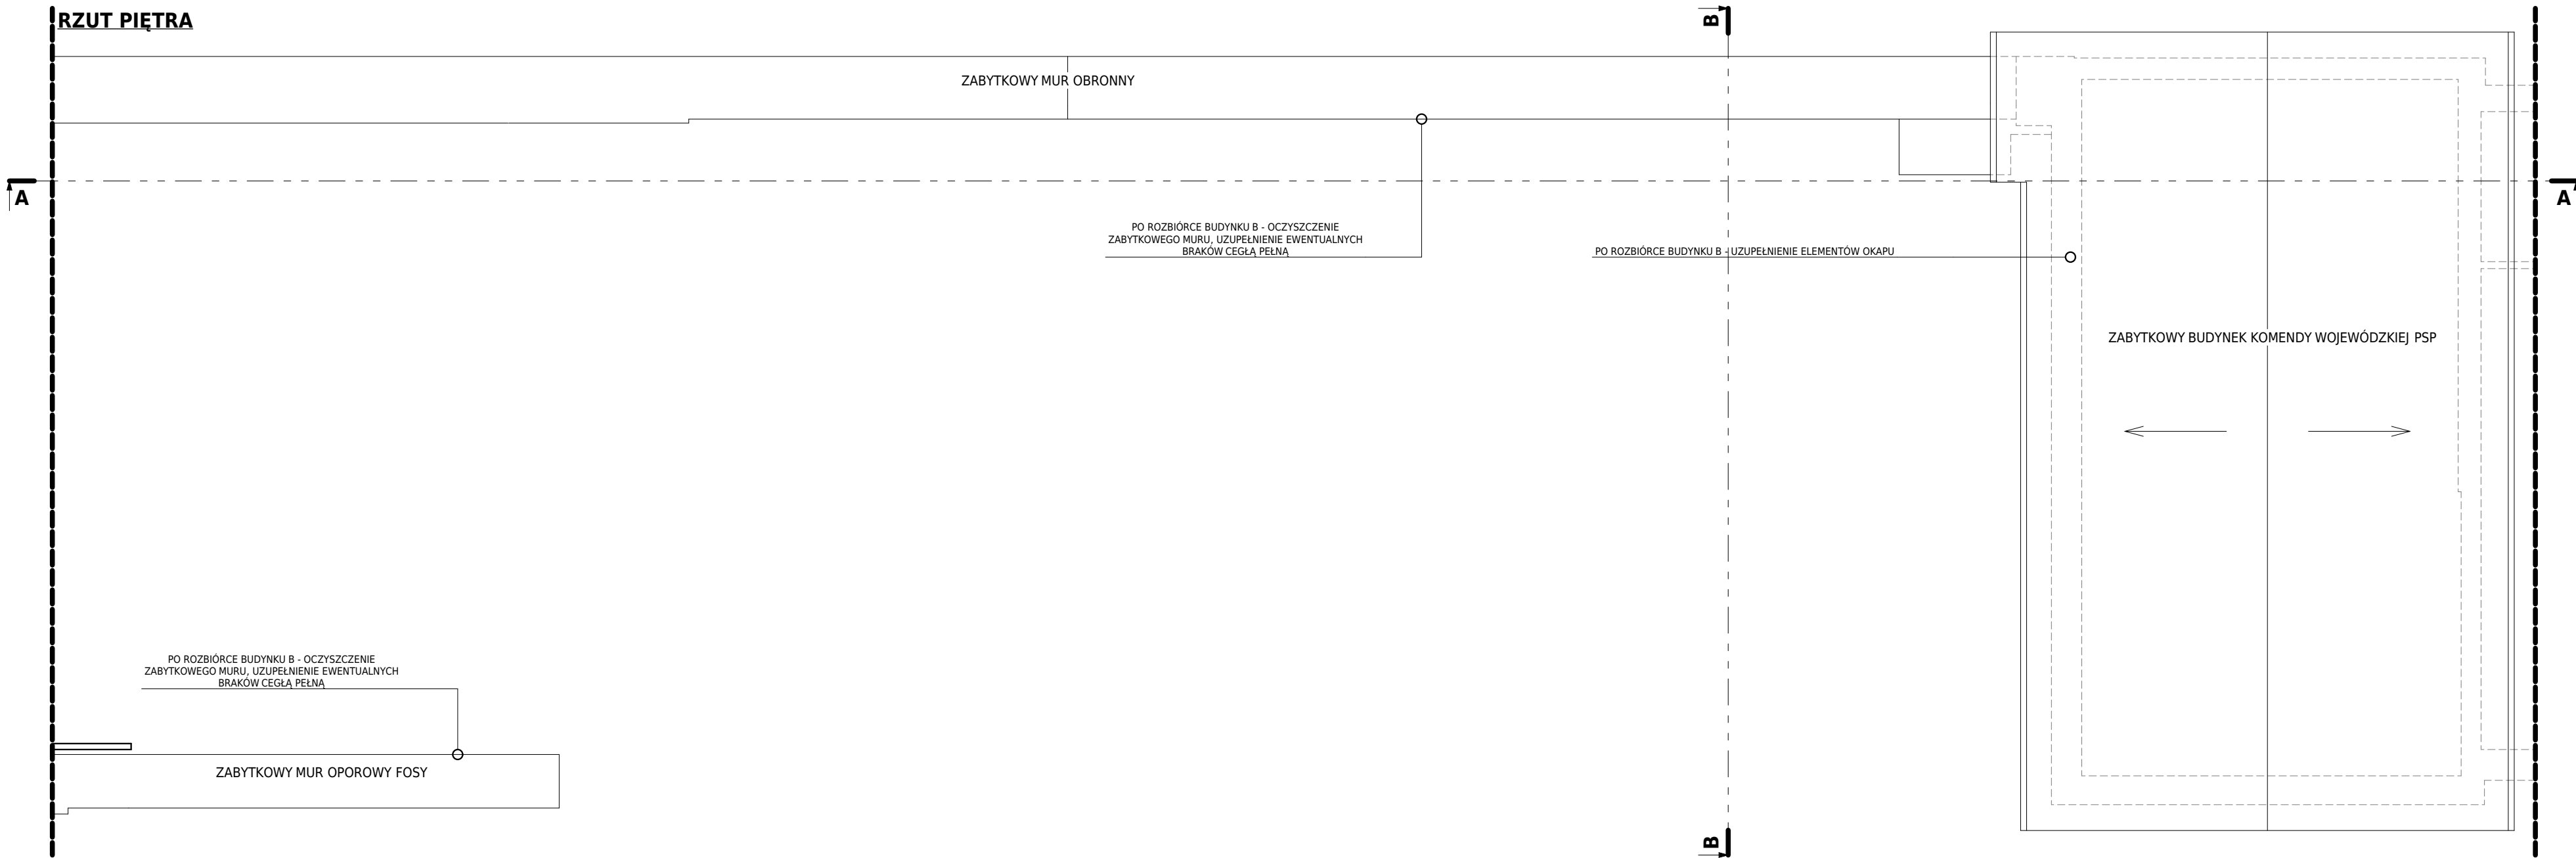 RZUT PIĘTRA
B
ZABYTKOWY MUR OBRONNY
A
A
PO ROZBIÓRCE BUDYNKU B - OCZYSZCZENIE
ZABYTKOWEGO MURU, UZUPEŁNIENIE EWENTUALNYCH
BRAKÓW CEGŁĄ PEŁNĄ
PO ROZBIÓRCE BUDYNKU B - UZUPEŁNIENIE ELEMENTÓW OKAPU
ZABYTKOWY BUDYNEK KOMENDY WOJEWÓDZKIEJ PSP
PO ROZBIÓRCE BUDYNKU B - OCZYSZCZENIE
ZABYTKOWEGO MURU, UZUPEŁNIENIE EWENTUALNYCH
BRAKÓW CEGŁĄ PEŁNĄ
ZABYTKOWY MUR OPOROWY FOSY
B